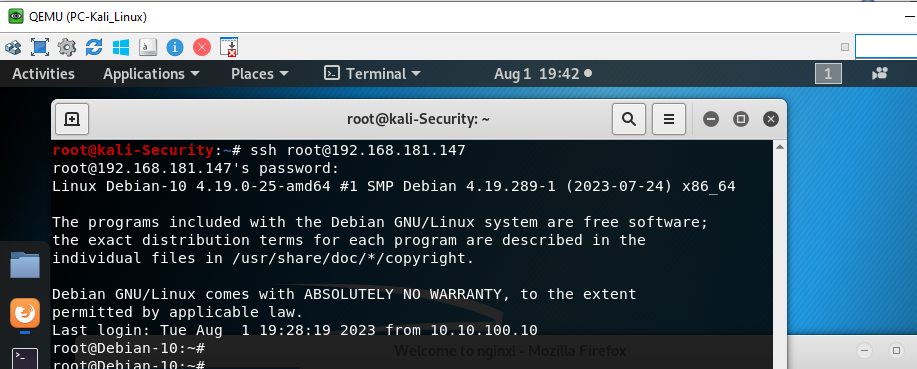 QEMU (PC-Kali_Linux)
Activities Applications Places Terminal Aug 1 19:42 1
root@kali-Security: ~
root@kali-Security:~# ssh root@192.168.181.147
root@192.168.181.147's password:
Linux Debian-10 4.19.0-25-amd64 #1 SMP Debian 4.19.289-1 (2023-07-24) x86_64
The programs included with the Debian GNU/Linux system are free software;
the exact distribution terms for each program are described in the
individual files in /usr/share/doc/*/copyright.
Debian GNU/Linux comes with ABSOLUTELY NO WARRANTY, to the extent
permitted by applicable law.
Last login: Tue Aug  1 19:28:19 2023 from 10.10.100.10
root@Debian-10:~#
Welcome to nginx! - Mozilla Firefox
root@Debian-10:~#